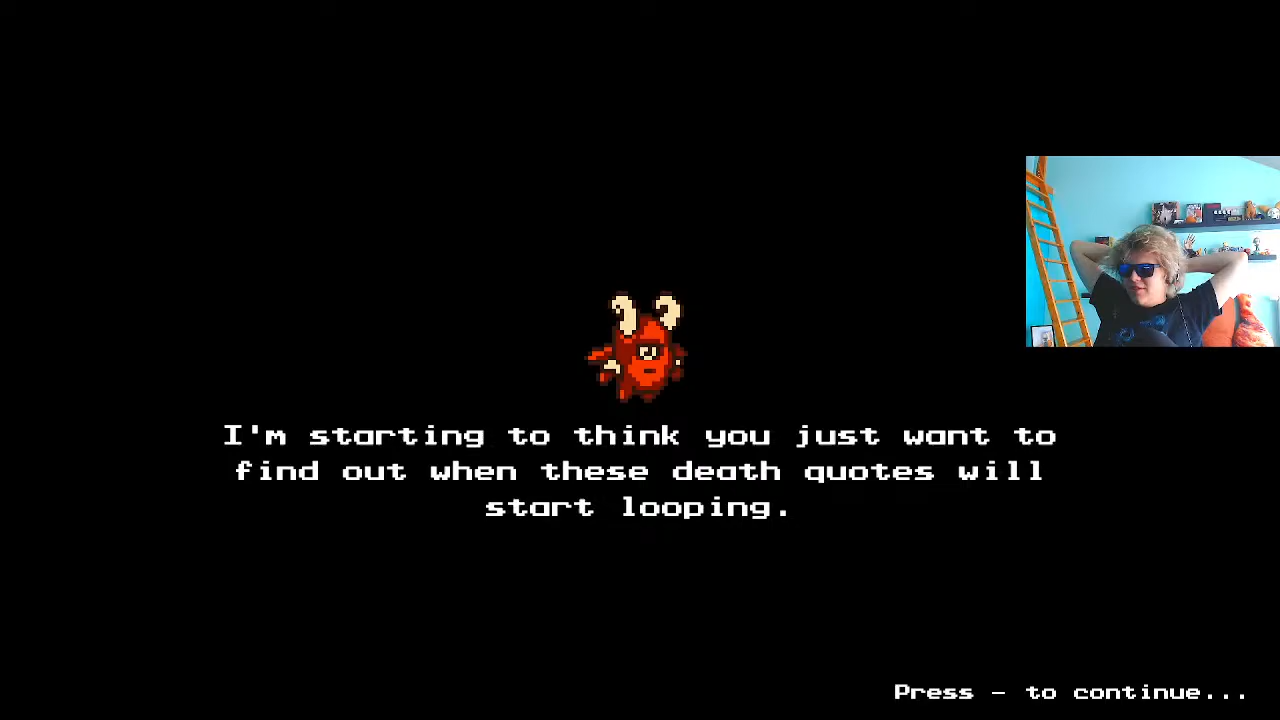 I'm starting to think you just want to
find out when these death quotes will
start looping.
Press - to continue...